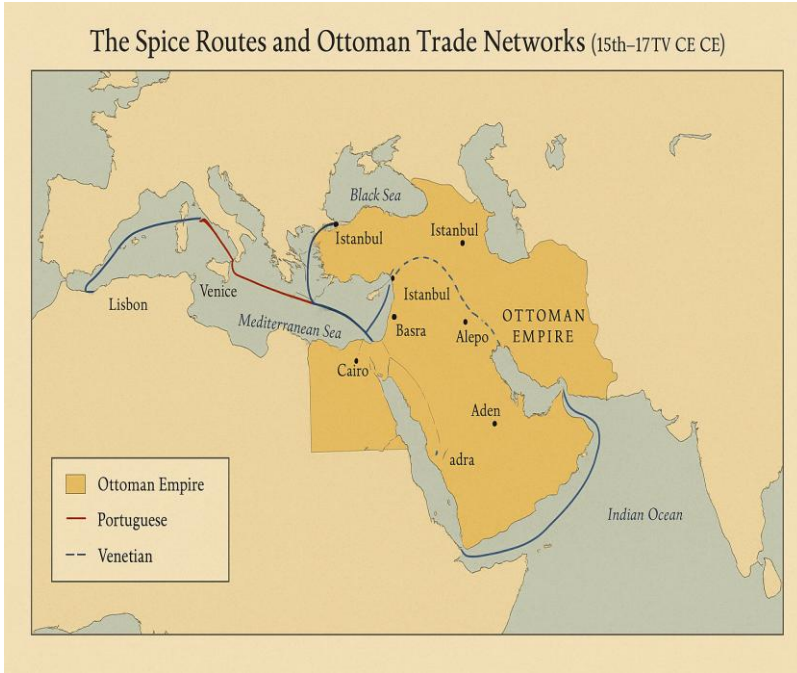 The Spice Routes and Ottoman Trade Networks (15th–17TV CE CE)
Black Sea
Istanbul
Istanbul
Istanbul
Lisbon
Venice
Mediterranean Sea
Basra
Alepo
OTTOMAN
EMPIRE
Cairo
Aden
adra
Indian Ocean
Ottoman Empire
Portuguese
Venetian